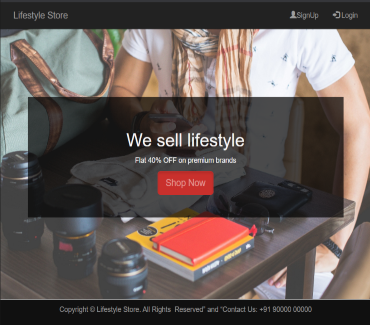 Lifestyle Store
SignUp
Login
We sell lifestyle
Flat 40% OFF on premium brands
Shop Now
Copyright © Lifestyle Store. All Rights Reserved” and “Contact Us: +91 90000 00000